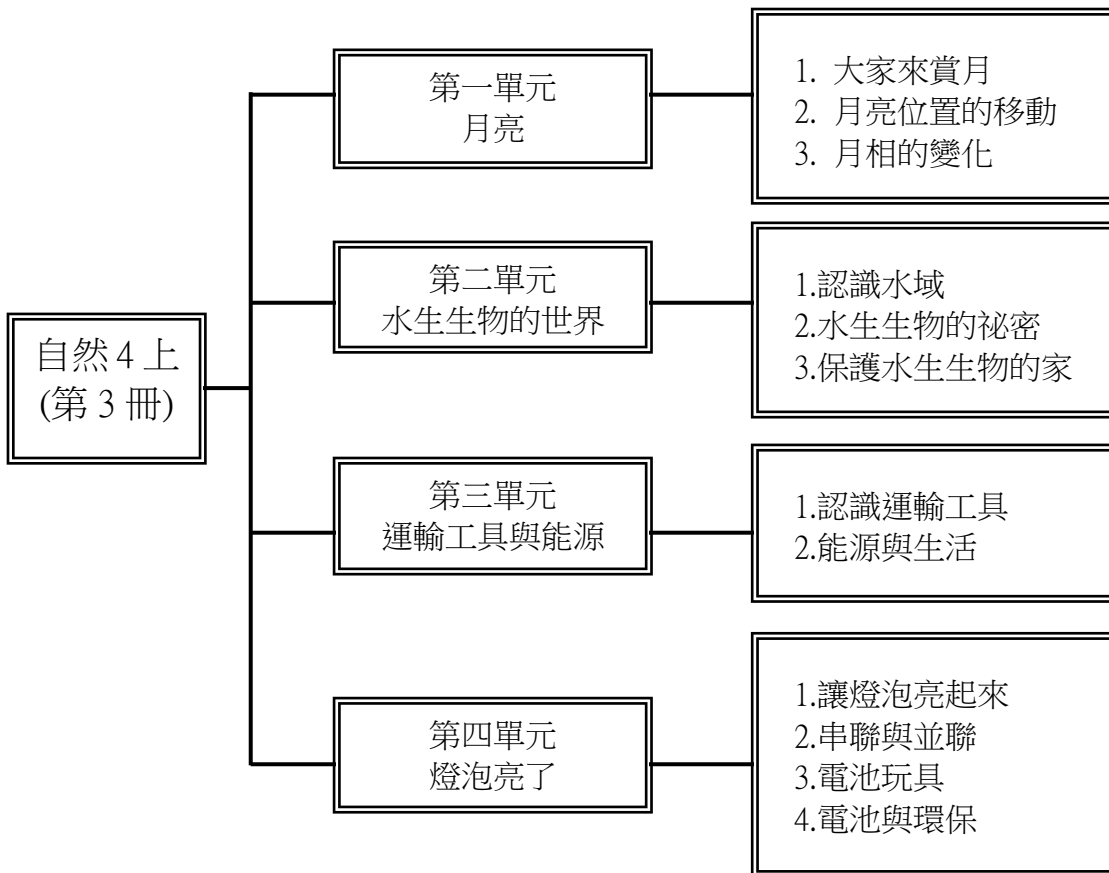 自然4上
(第3冊)
第一單元
月亮
1. 大家來賞月
2. 月亮位置的移動
3. 月相的變化
第二單元
水生生物的世界
1.認識水域
2.水生生物的祕密
3.保護水生生物的家
第三單元
運輸工具與能源
1.認識運輸工具
2.能源與生活
第四單元
燈泡亮了
1.讓燈泡亮起來
2.串聯與並聯
3.電池玩具
4.電池與環保